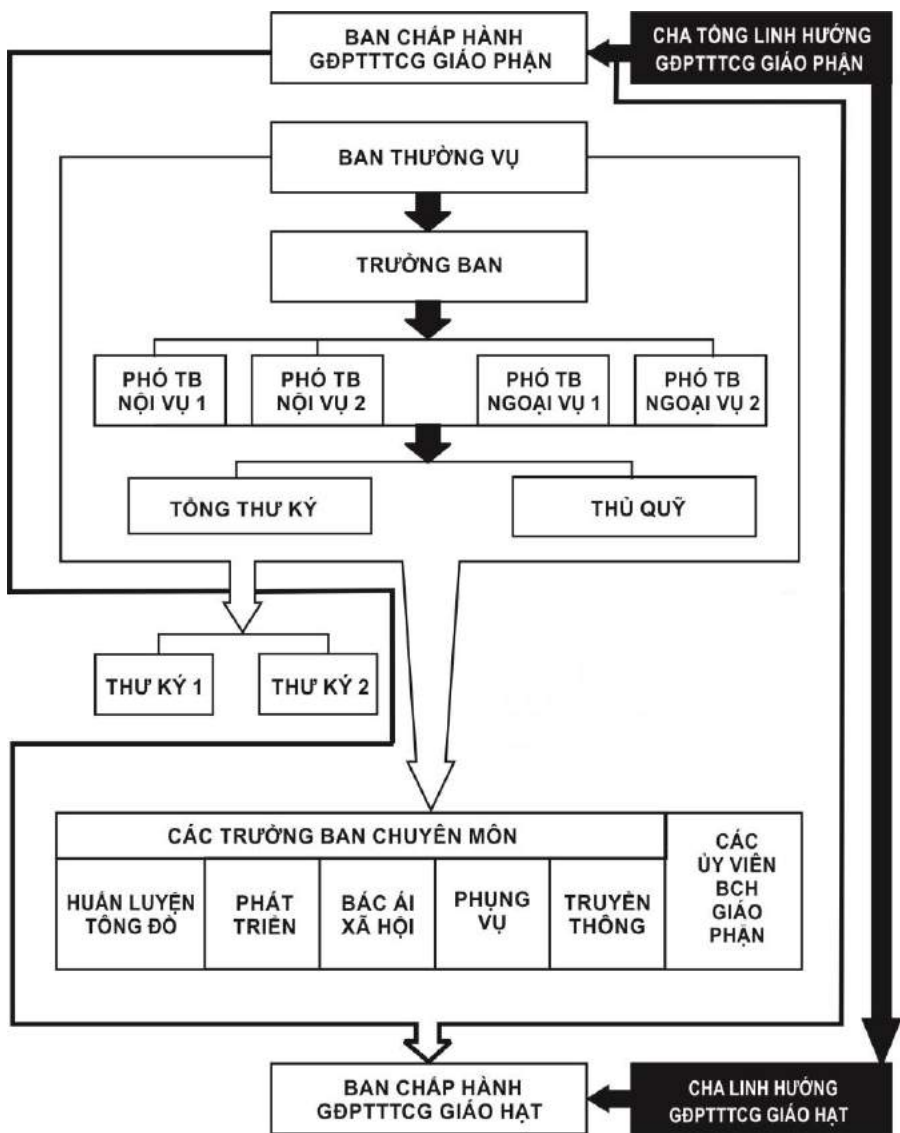 BAN CHẤP HÀNH
GĐPTTTCG GIÁO PHẬN
CHA TỔNG LINH HƯỚNG
GĐPTTTCG GIÁO PHẬN
BAN THƯỜNG VỤ
TRƯỞNG BAN
PHÓ TB
NỘI VỤ 1
PHÓ TB
NỘI VỤ 2
PHÓ TB
NGOẠI VỤ 1
PHÓ TB
NGOẠI VỤ 2
TỔNG THƯ KÝ
THỦ QUỸ
THƯ KÝ 1
THƯ KÝ 2
CÁC TRƯỞNG BAN CHUYÊN MÔN
HUẤN LUYỆN
TÔNG ĐỒ
PHÁT
TRIỂN
BÁC ÁI
XÃ HỘI
PHỤNG
VỤ
TRUYỀN
THÔNG
CÁC
ỦY VIÊN
BCH
GIÁO
PHẬN
BAN CHẤP HÀNH
GĐPTTTCG GIÁO HẠT
CHA LINH HƯỚNG
GĐPTTTCG GIÁO HẠT